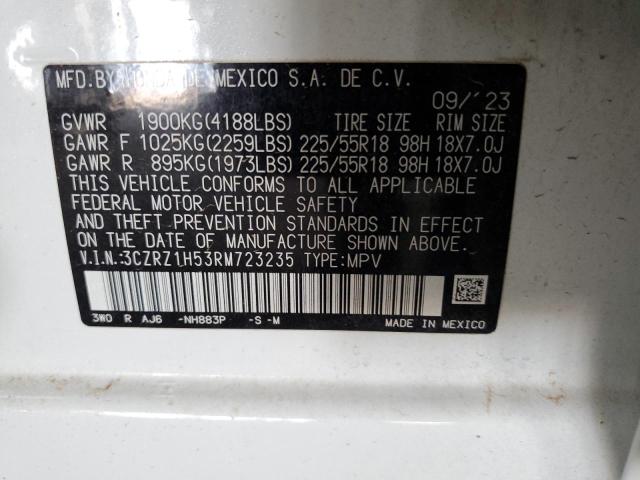 MFD. BY HONDA DE MEXICO S.A. DE C.V.
09/'23
GVWR 1900KG(4188LBS) TIRE SIZE RIM SIZE
GAWR F 1025KG(2259LBS) 225/55R18 98H 18X7.0J
GAWR R 895KG(1973LBS) 225/55R18 98H 18X7.0J
THIS VEHICLE CONFORMS TO ALL APPLICABLE
FEDERAL MOTOR VEHICLE SAFETY
AND THEFT PREVENTION STANDARDS IN EFFECT
ON THE DATE OF MANUFACTURE SHOWN ABOVE.
V.I.N.:3CZRZ1H53RM723235 TYPE:MPV
3W0 R AJ6 -NH883P -S -M MADE IN MEXICO